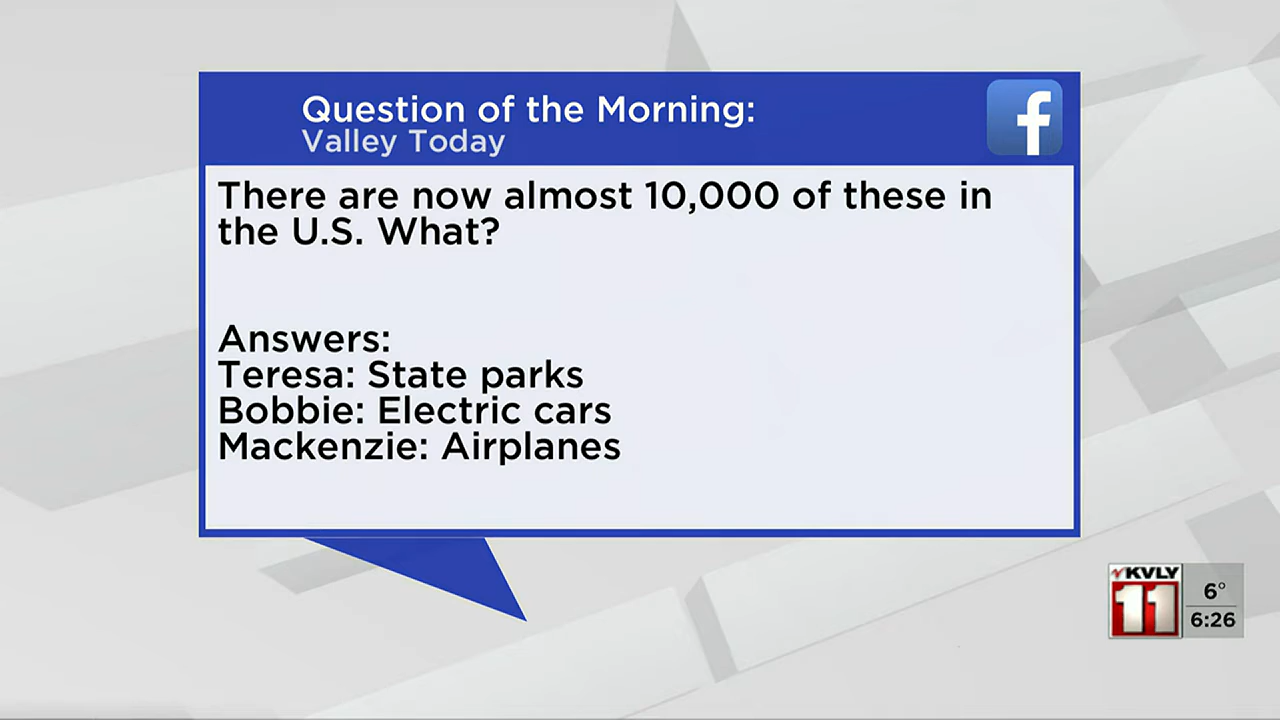 Question of the Morning:
Valley Today
f
There are now almost 10,000 of these in
the U.S. What?
Answers:
Teresa: State parks
Bobbie: Electric cars
Mackenzie: Airplanes
KVLY
11
6°
6:26